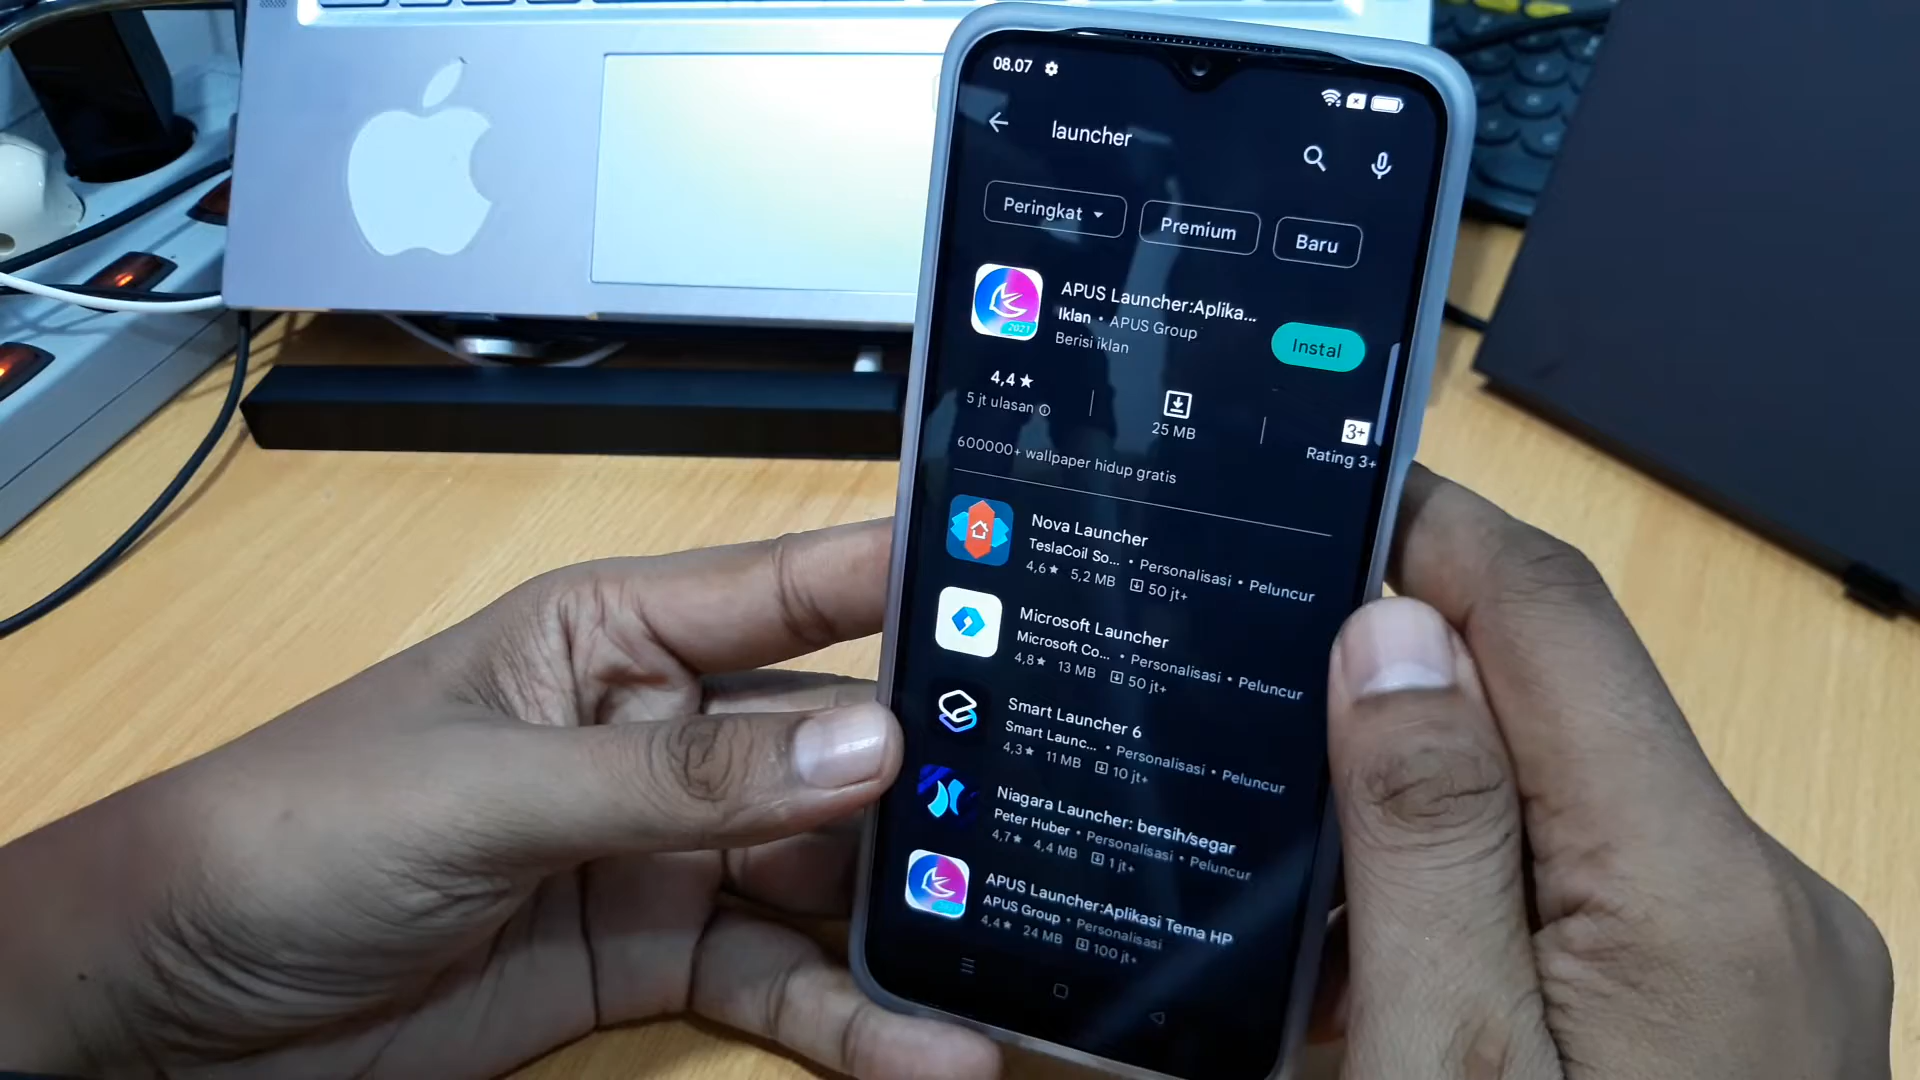 08.07
launcher
Peringkat
Premium
Baru
APUS Launcher:Aplika...
Iklan • APUS Group
Berisi iklan
Instal
2021
4,4★
5 jt ulasan
25 MB
3+
Rating 3+
600000+ wallpaper hidup gratis
Nova Launcher
TeslaCoil So... • Personalisasi • Peluncur
4,6★ 5,2 MB 50 jt+
Microsoft Launcher
Microsoft Co... • Personalisasi • Peluncur
4,8★ 13 MB 50 jt+
Smart Launcher 6
Smart Launc... • Personalisasi • Peluncur
4,3★ 11 MB 10 jt+
Niagara Launcher: bersih/segar
Peter Huber • Personalisasi • Peluncur
4,7★ 4,4 MB 1 jt+
APUS Launcher:Aplikasi Tema HP
APUS Group • Personalisasi
4,4★ 24 MB 100 jt+